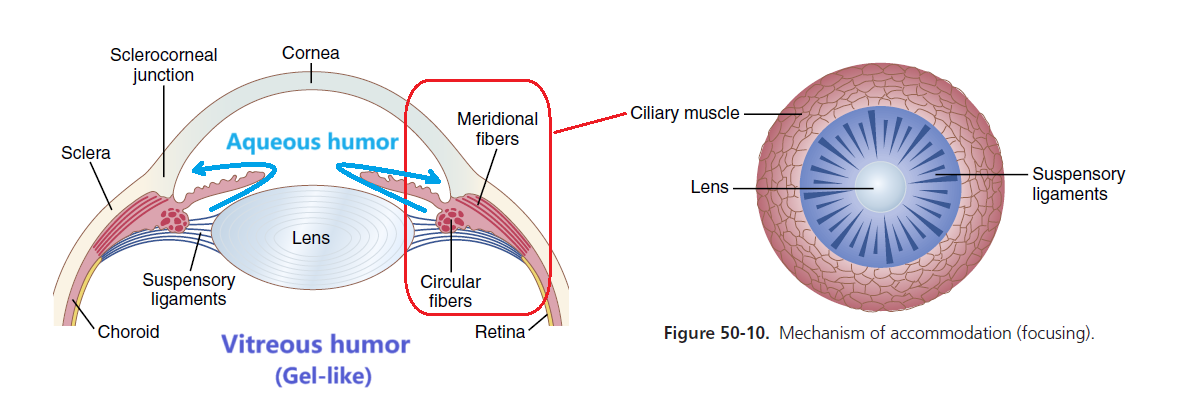 Sclerocorneal
junction
Cornea
Aqueous humor
Meridional
fibers
Sclera
Lens
Suspensory
ligaments
Circular
fibers
Choroid
Retina
Vitreous humor
(Gel-like)
Ciliary muscle
Lens
Suspensory
ligaments
Figure 50-10. Mechanism of accommodation (focusing).